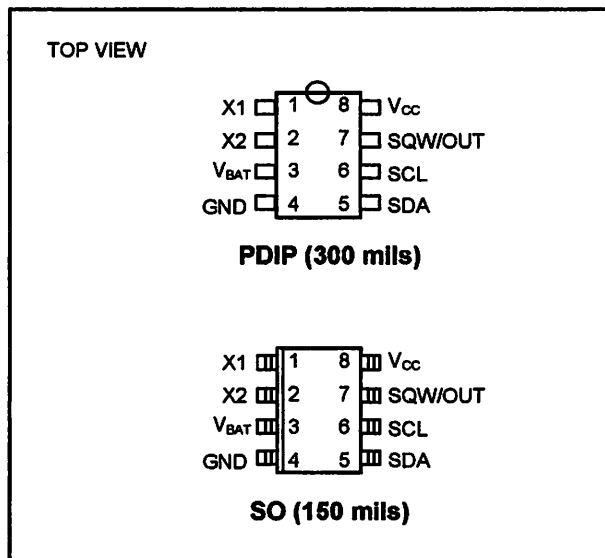 TOP VIEW
X1 1 8 VCC
X2 2 7 SQW/OUT
VBAT 3 6 SCL
GND 4 5 SDA
PDIP (300 mils)
X1 1 8 VCC
X2 2 7 SQW/OUT
VBAT 3 6 SCL
GND 4 5 SDA
SO (150 mils)